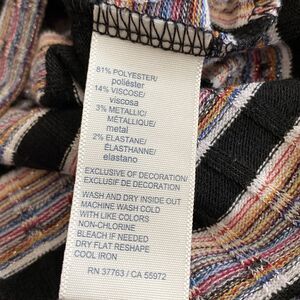 81% POLYESTER/
poliéster
14% VISCOSE/
viscosa
3% METALLIC/
MÉTALLIQUE/
metal
2% ELASTANE/
ÉLASTHANNE/
elastano
EXCLUSIVE OF DECORATION/
EXCLUSIF DE DECORATION
WASH AND DRY INSIDE OUT
MACHINE WASH COLD
WITH LIKE COLORS
NON-CHLORINE
BLEACH IF NEEDED
DRY FLAT RESHAPE
COOL IRON
RN 37763 / CA 55972